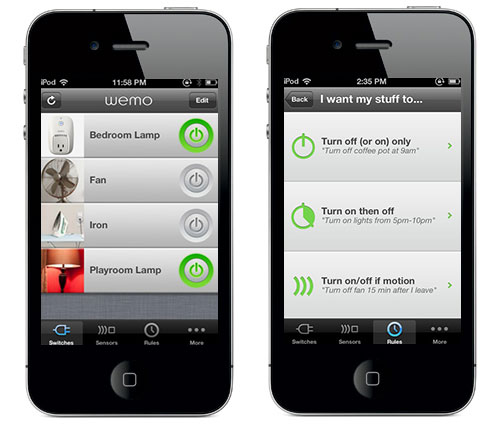 iPod 11:58 PM
wemo Edit
Bedroom Lamp
Fan
Iron
Playroom Lamp
Switches Sensors Rules More
iPod 2:35 PM
Back I want my stuff to...
Turn off (or on) only
"Turn off coffee pot at 9am"
Turn on then off
"Turn on lights from 5pm-10pm"
Turn on/off if motion
"Turn off fan 15 min after I leave"
Switches Sensors Rules More